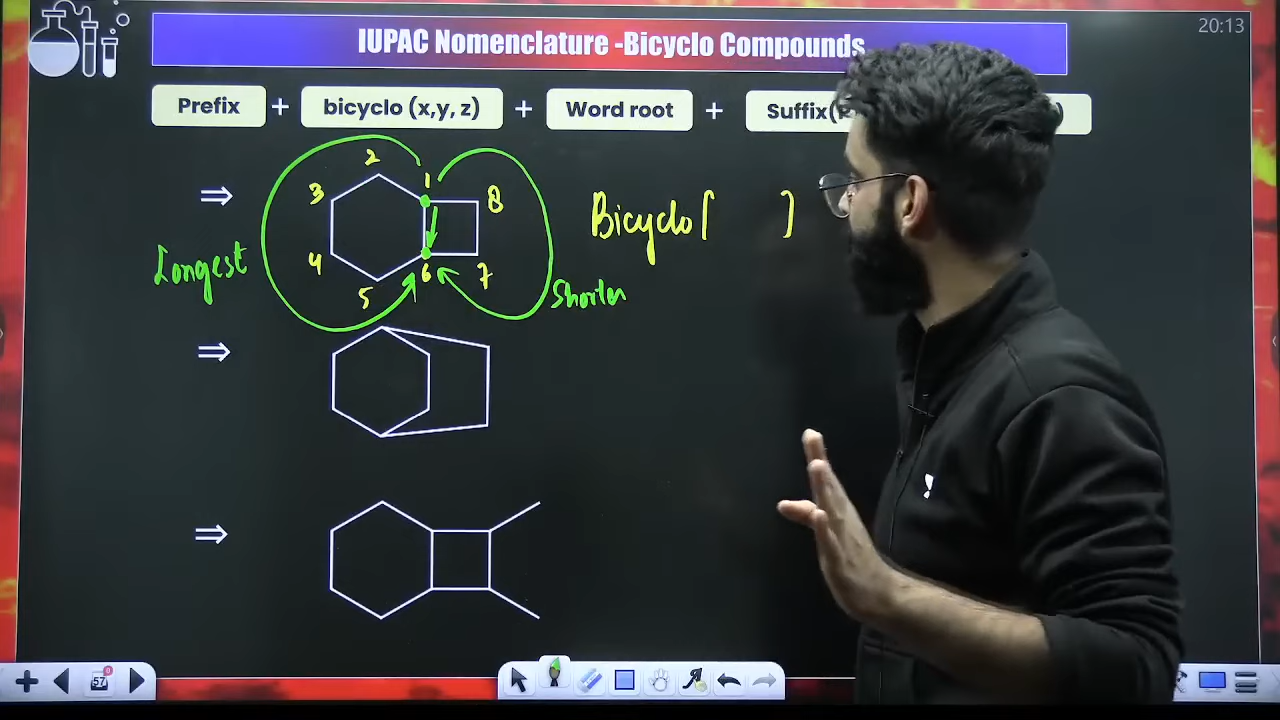 20:13
IUPAC Nomenclature -Bicyclo Compounds
Prefix + bicyclo (x,y, z) + Word root + Suffix(
2
1
3
8
Bicyclo[ ]
4
6
7
5
Longest
Shorter
57